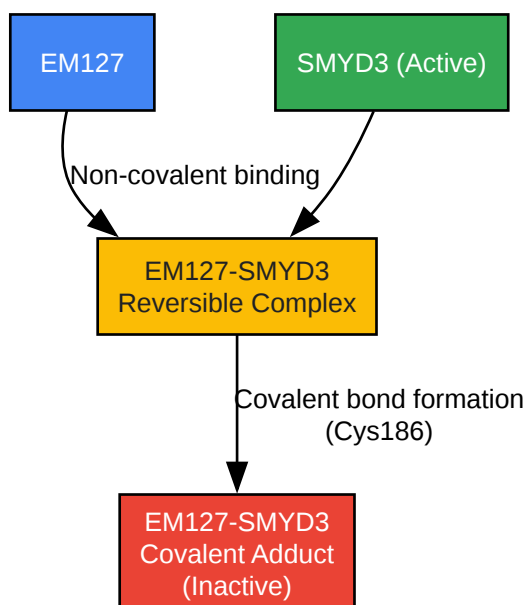 EM127
SMYD3 (Active)
Non-covalent binding
EM127-SMYD3
Reversible Complex
Covalent bond formation
(Cys186)
EM127-SMYD3
Covalent Adduct
(Inactive)